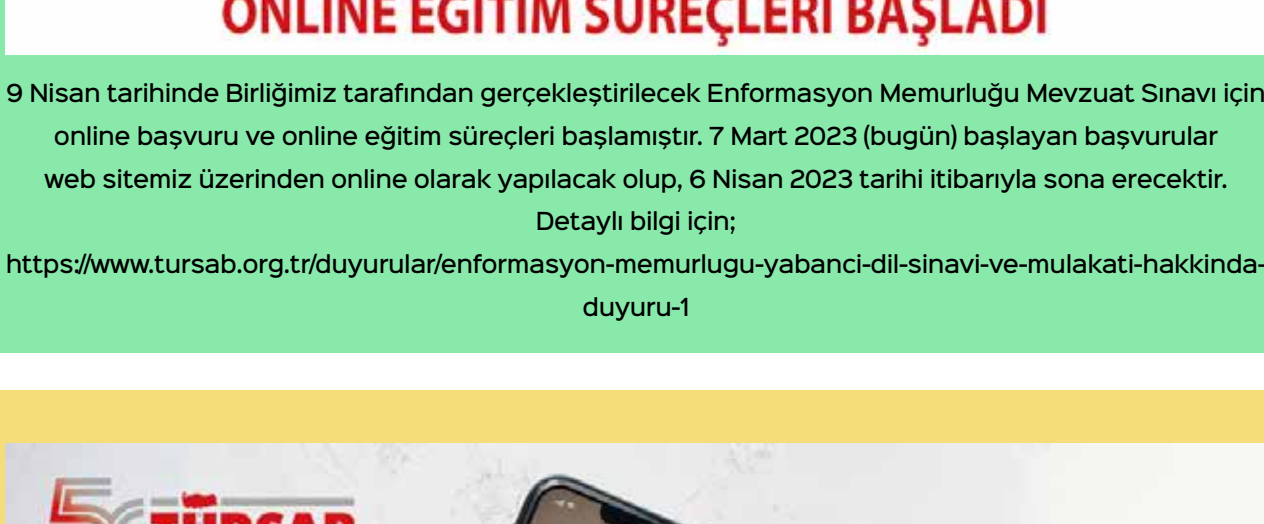 ONLINE EĞİTİM SÜREÇLERİ BAŞLADI
9 Nisan tarihinde Birliğimiz tarafından gerçekleştirilecek Enformasyon Memurluğu Mevzuat Sınavı için
online başvuru ve online eğitim süreçleri başlamıştır. 7 Mart 2023 (bugün) başlayan başvurular
web sitemiz üzerinden online olarak yapılacak olup, 6 Nisan 2023 tarihi itibarıyla sona erecektir.
Detaylı bilgi için;
https://www.tursab.org.tr/duyurular/enformasyon-memurlugu-yabanci-dil-sinavi-ve-mulakati-hakkinda-
duyuru-1
TÜRSAB